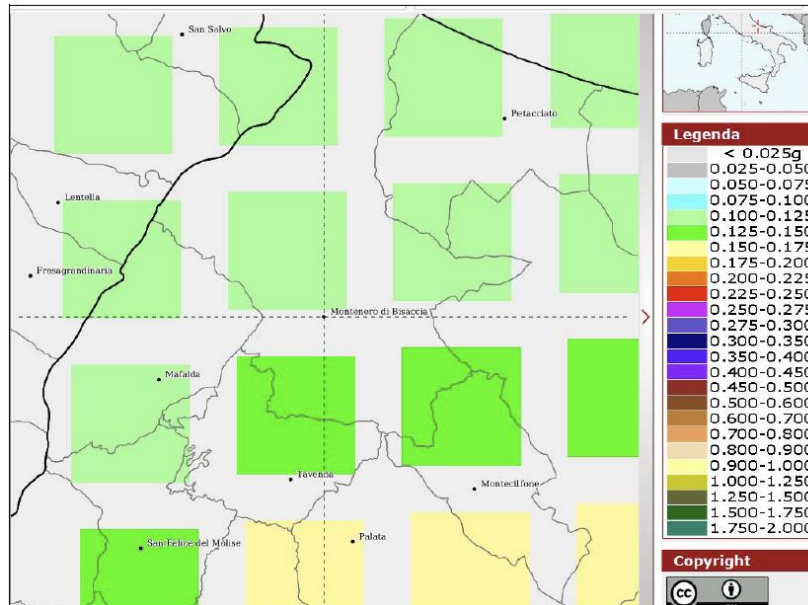 San Salvo
Petacciato
Lentella
Fresagrandinaria
Montenero di Bisaccia
Mafalda
Tavenna
Montecilfone
San Felice del Molise
Palata
Legenda
< 0.025g
0.025-0.050
0.050-0.075
0.075-0.100
0.100-0.125
0.125-0.150
0.150-0.175
0.175-0.200
0.200-0.225
0.225-0.250
0.250-0.275
0.275-0.300
0.300-0.350
0.350-0.400
0.400-0.450
0.450-0.500
0.500-0.600
0.600-0.700
0.700-0.800
0.800-0.900
0.900-1.000
1.000-1.250
1.250-1.500
1.500-1.750
1.750-2.000
Copyright
cc